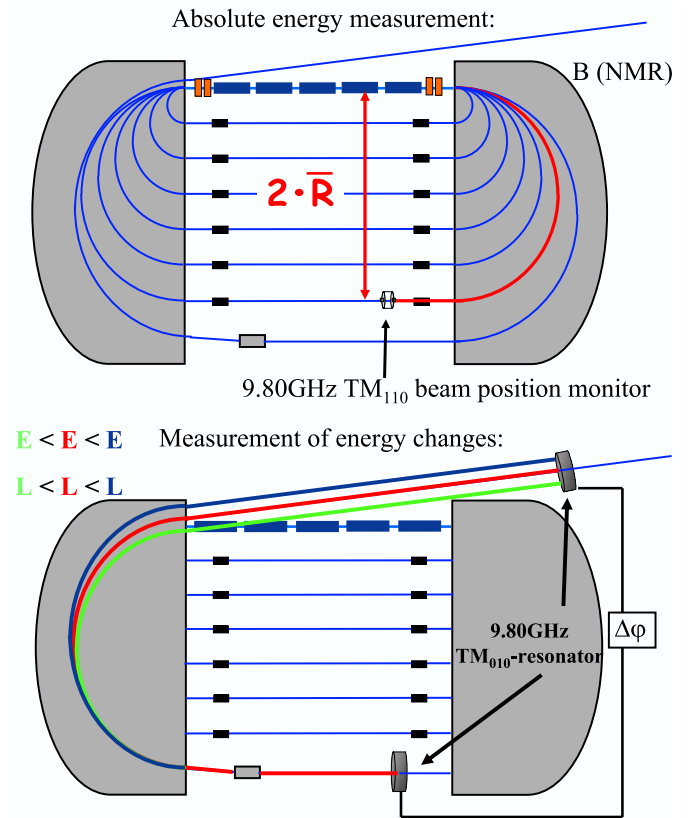 Absolute energy measurement:
B (NMR)
2·R̅
9.80GHz TM₁₁₀ beam position monitor
E < E < E
Measurement of energy changes:
L < L < L
9.80GHz
TM₀₁₀-resonator
Δφ